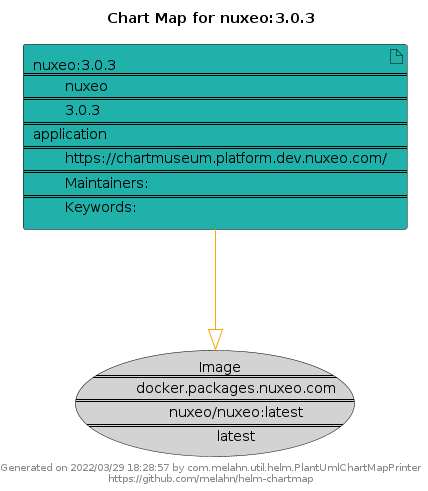 Chart Map for nuxeo:3.0.3
nuxeo:3.0.3
nuxeo
3.0.3
application
https://chartmuseum.platform.dev.nuxeo.com/
Maintainers:
Keywords:
Image
docker.packages.nuxeo.com
nuxeo/nuxeo:latest
latest
Generated on 2022/03/29 18:28:57 by com.melahn.util.helm.PlantUmlChartMapPrinter
https://github.com/melahn/helm-chartmap